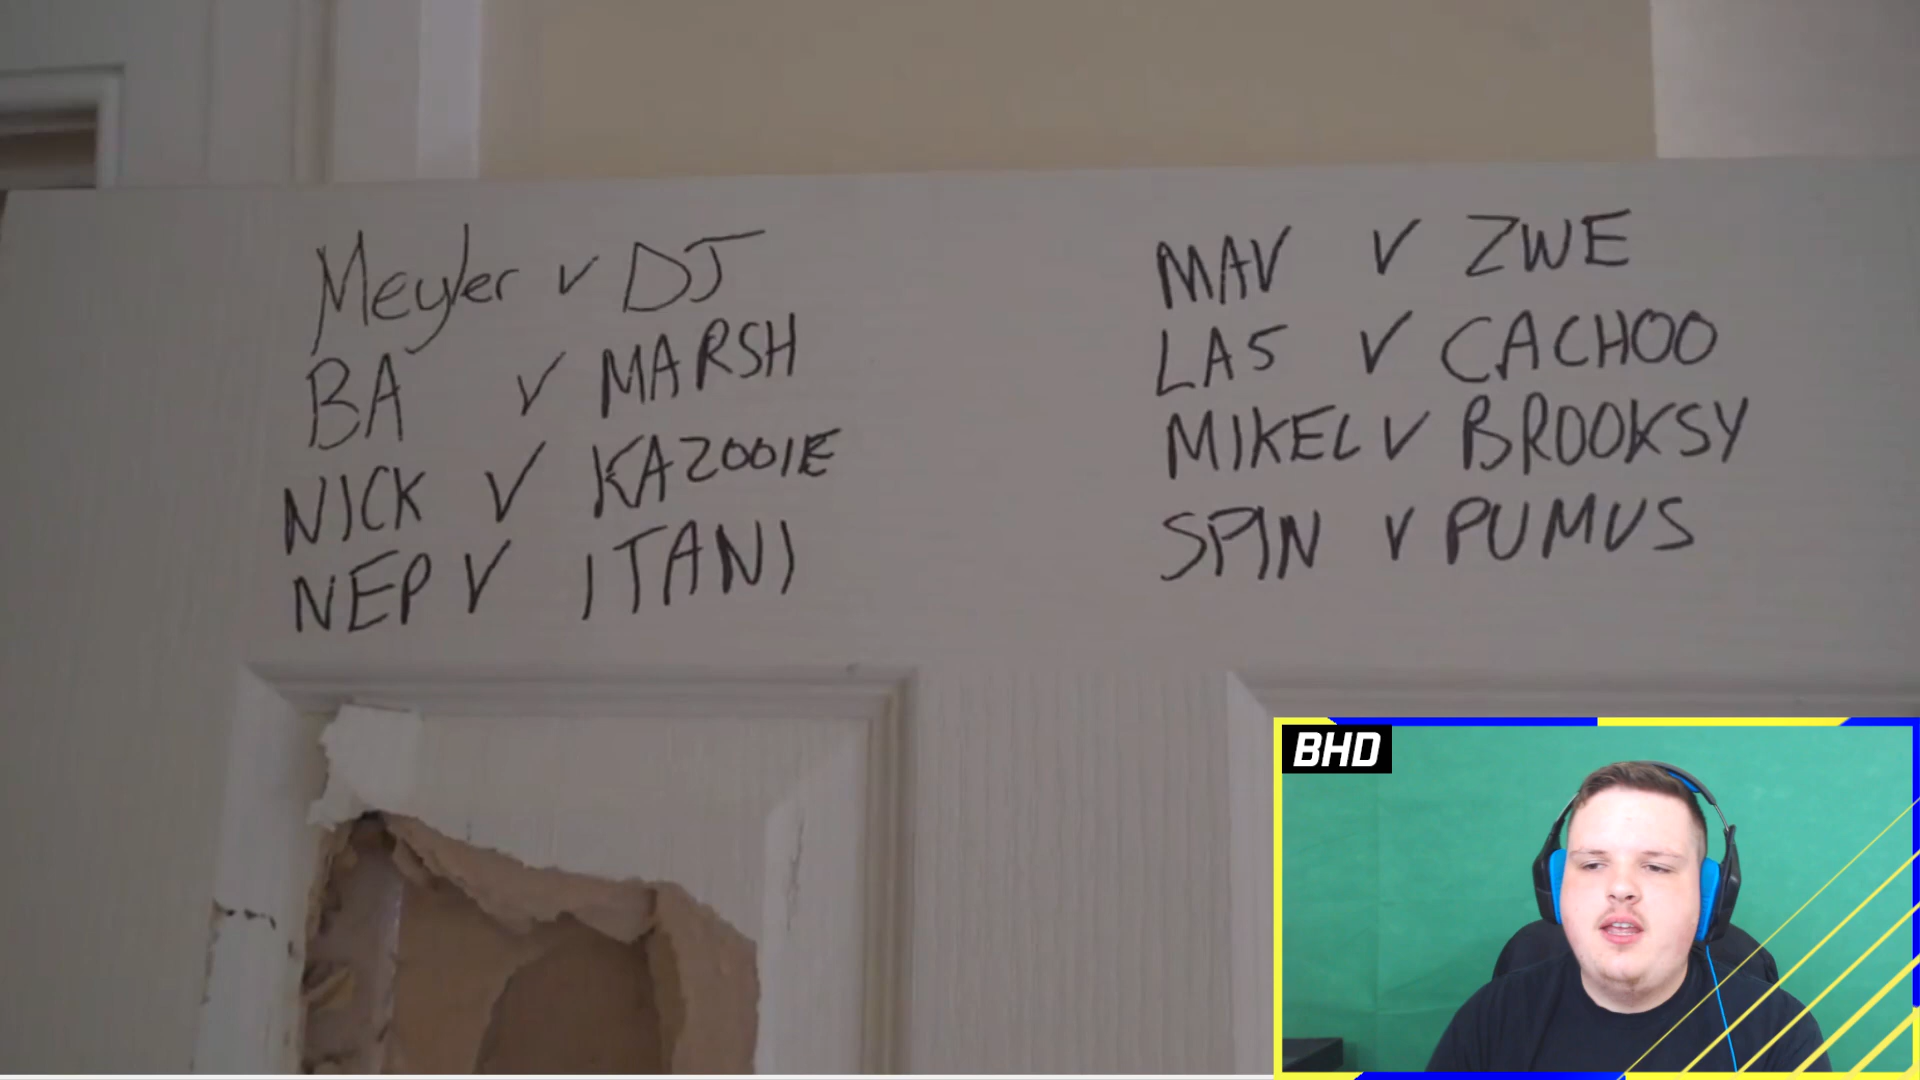 Meyler v DJ
BA v MARSH
NICK v KAZOOIE
NEP v ITANI
MAV v ZWE
LAS v CACHOO
MIKEL v BROOKSY
SPIN v PUMUS
BHD